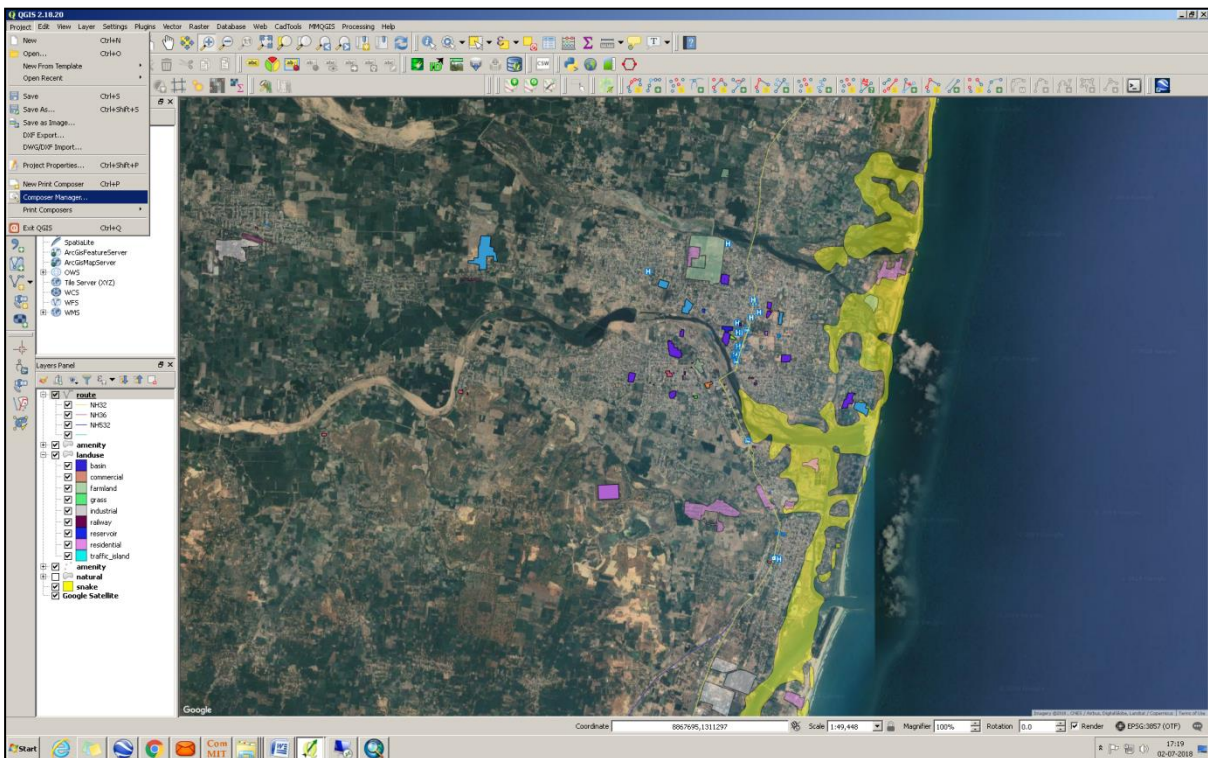 QGIS 2.18.20
Project Edit View Layer Settings Plugins Vector Raster Database Web CadTools MMQGIS Processing Help
New Ctrl+N
Open... Ctrl+O
New From Template
Open Recent
Save Ctrl+S
Save As... Ctrl+Shift+S
Save as Image...
DXF Export...
DWG/DXF Import...
Project Properties... Ctrl+Shift+P
New Print Composer Ctrl+P
Composer Manager...
Print Composers
Exit QGIS Ctrl+Q
CSW
SpatiaLite
ArcGisFeatureServer
ArcGisMapServer
OWS
Tile Server (XYZ)
WCS
WFS
WMS
Layers Panel
route
NH32
NH36
NH532
amenity
landuse
basin
commercial
farmland
grass
industrial
railway
reservoir
residential
traffic_island
amenity
natural
snake
Google Satellite
Google
Coordinate 8867695,1311297 Scale 1:49,448 Magnifier 100% Rotation 0.0 Render EPSG:3857 (OTF)
Start Com MIT 17:19
02-07-2018